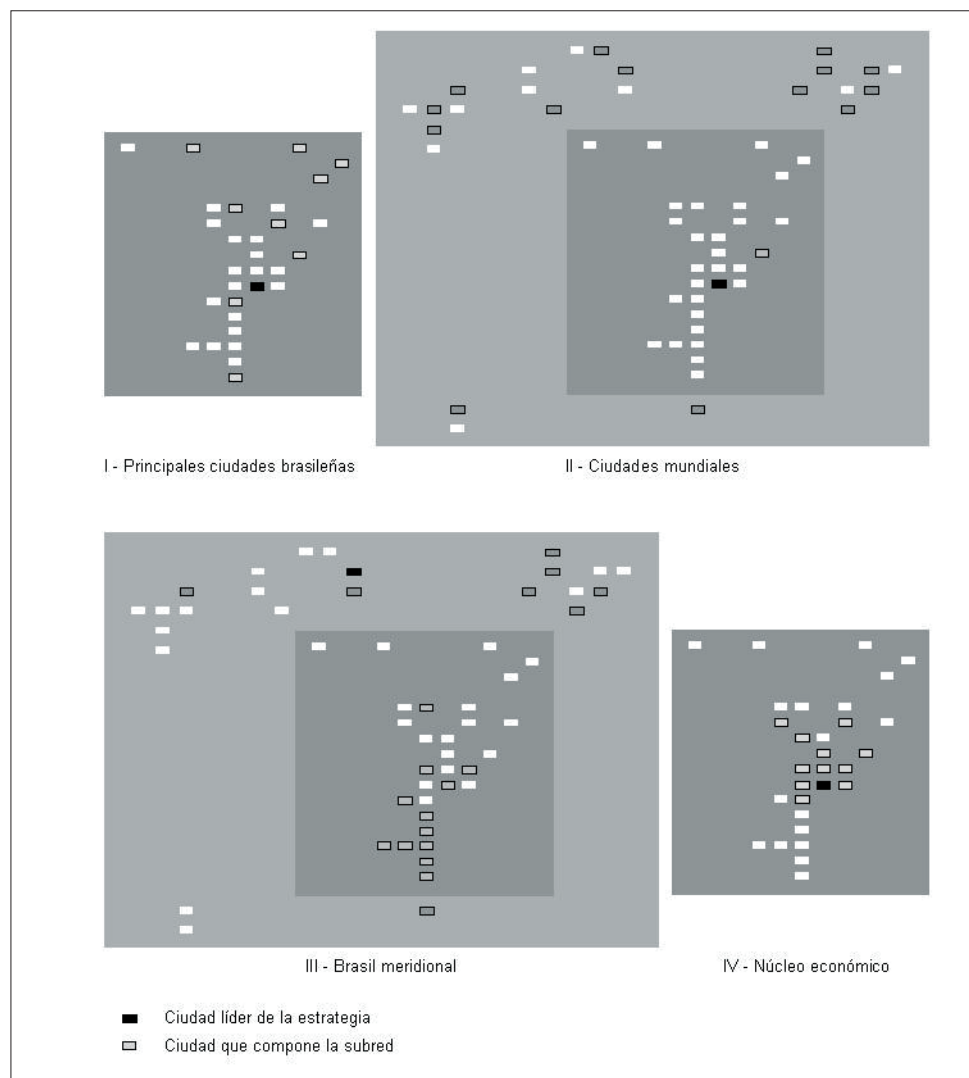 I - Principales ciudades brasileñas
II - Ciudades mundiales
III - Brasil meridional
IV - Núcleo económico
Ciudad líder de la estrategia
Ciudad que compone la subred